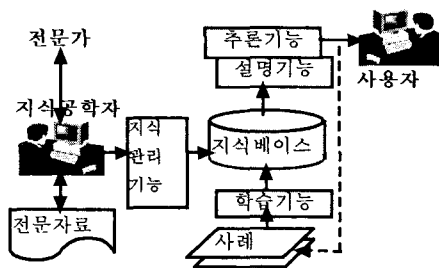 전문가
지식공학자
전문자료
지식
관리
기능
추론기능
설명기능
지식베이스
학습기능
사례
사용자